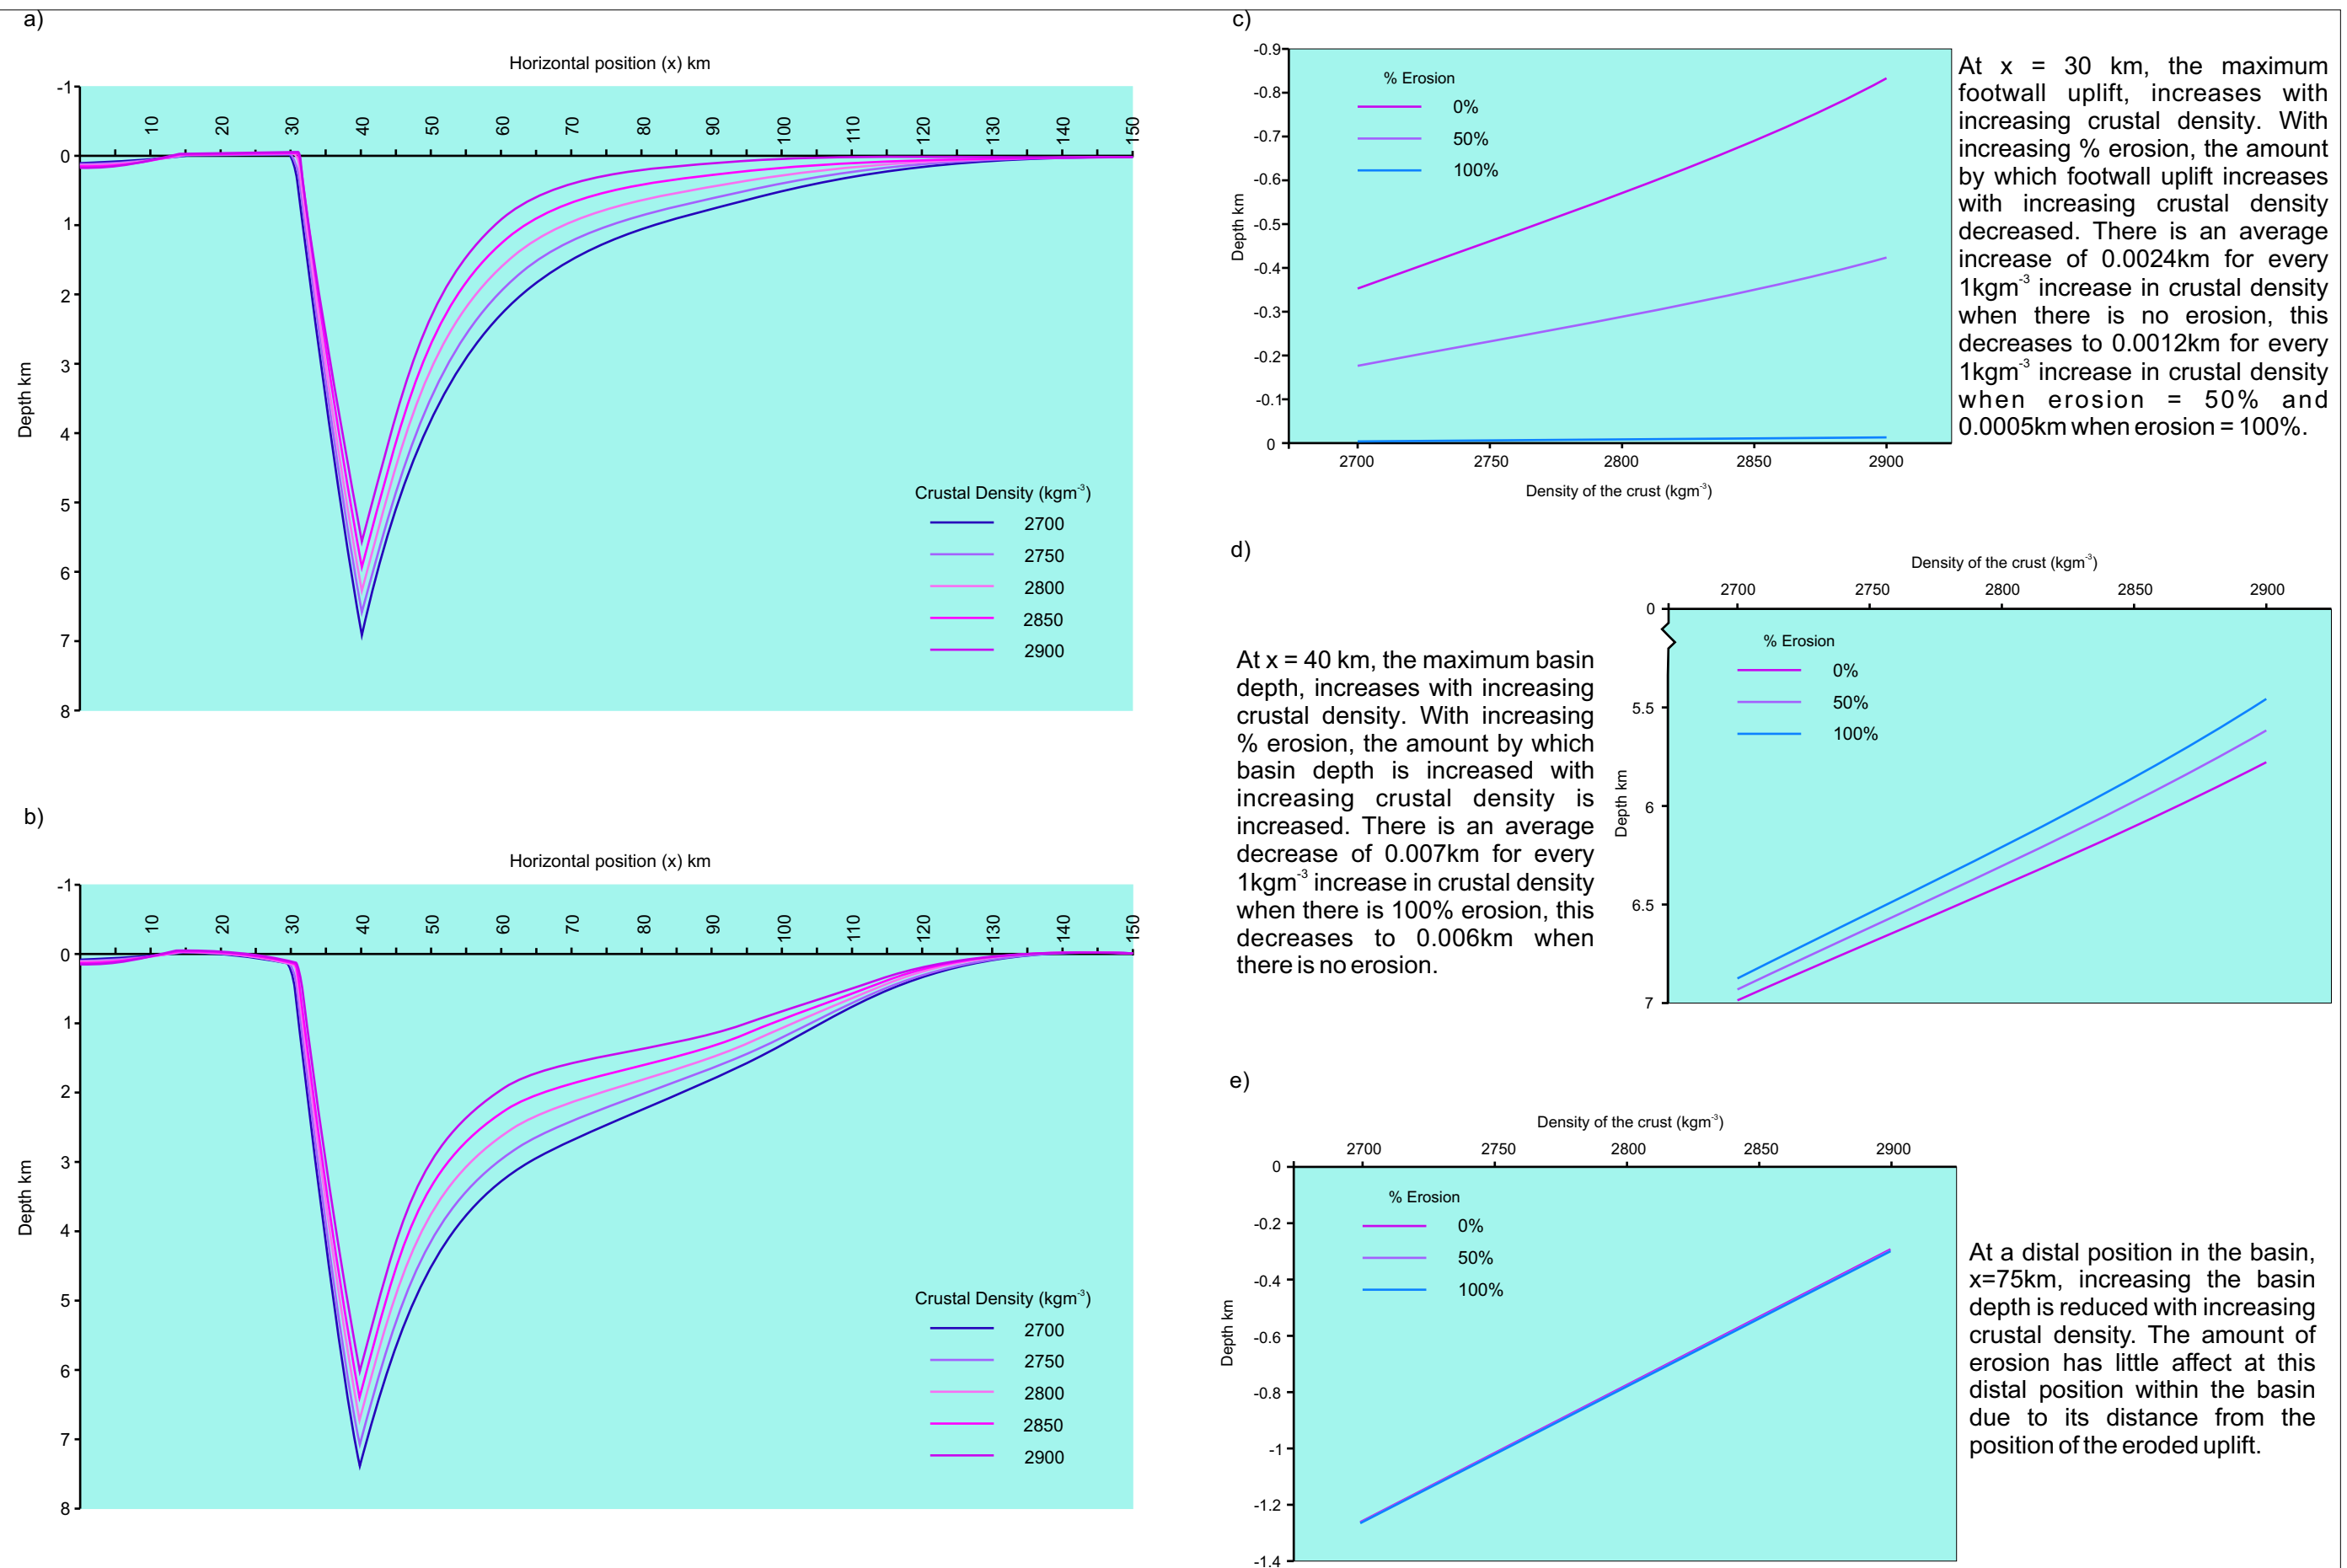 a)
Horizontal position (x) km
-1
10 20 30 40 50 60 70 80 90 100 110 120 130 140 150
0
1
2
3
4
5
6
7
8
Depth km
Crustal Density (kgm-3)
2700
2750
2800
2850
2900
b)
Horizontal position (x) km
-1
10 20 30 40 50 60 70 80 90 100 110 120 130 140 150
0
1
2
3
4
5
6
7
8
Depth km
Crustal Density (kgm-3)
2700
2750
2800
2850
2900
c)
-0.9
-0.8
-0.7
-0.6
-0.5
-0.4
-0.3
-0.2
-0.1
0
Depth km
% Erosion
0%
50%
100%
2700 2750 2800 2850 2900
Density of the crust (kgm-3)
At x = 30 km, the maximum
footwall uplift, increases with
increasing crustal density. With
increasing % erosion, the amount
by which footwall uplift increases
with increasing crustal density
decreased. There is an average
increase of 0.0024km for every
1kgm-3 increase in crustal density
when there is no erosion, this
decreases to 0.0012km for every
1kgm-3 increase in crustal density
when erosion = 50% and
0.0005km when erosion = 100%.
d)
At x = 40 km, the maximum basin
depth, increases with increasing
crustal density. With increasing
% erosion, the amount by which
basin depth is increased with
increasing crustal density is
increased. There is an average
decrease of 0.007km for every
1kgm-3 increase in crustal density
when there is 100% erosion, this
decreases to 0.006km when
there is no erosion.
Density of the crust (kgm-3)
2700 2750 2800 2850 2900
0
5.5
6
6.5
7
Depth km
% Erosion
0%
50%
100%
e)
Density of the crust (kgm-3)
2700 2750 2800 2850 2900
0
-0.2
-0.4
-0.6
-0.8
-1
-1.2
-1.4
Depth km
% Erosion
0%
50%
100%
At a distal position in the basin,
x=75km, increasing the basin
depth is reduced with increasing
crustal density. The amount of
erosion has little affect at this
distal position within the basin
due to its distance from the
position of the eroded uplift.